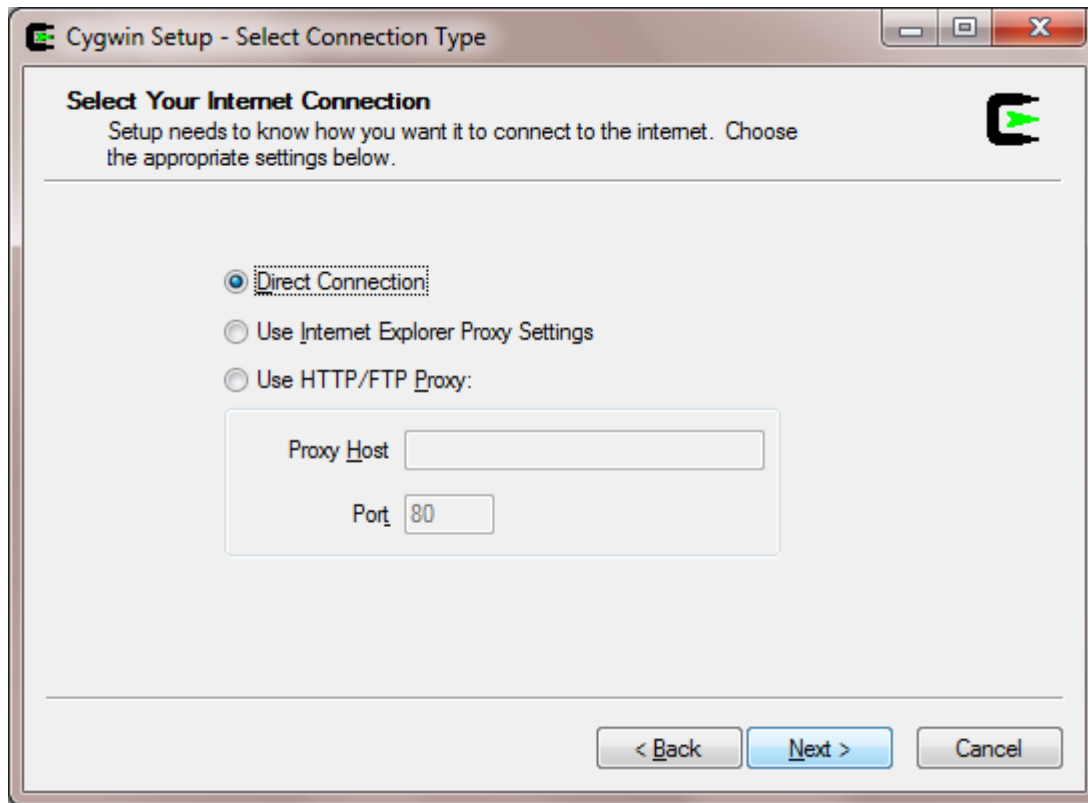 Cygwin Setup - Select Connection Type
Select Your Internet Connection
Setup needs to know how you want it to connect to the internet. Choose
the appropriate settings below.
Direct Connection
Use Internet Explorer Proxy Settings
Use HTTP/FTP Proxy:
Proxy Host
Port 80
< Back Next > Cancel